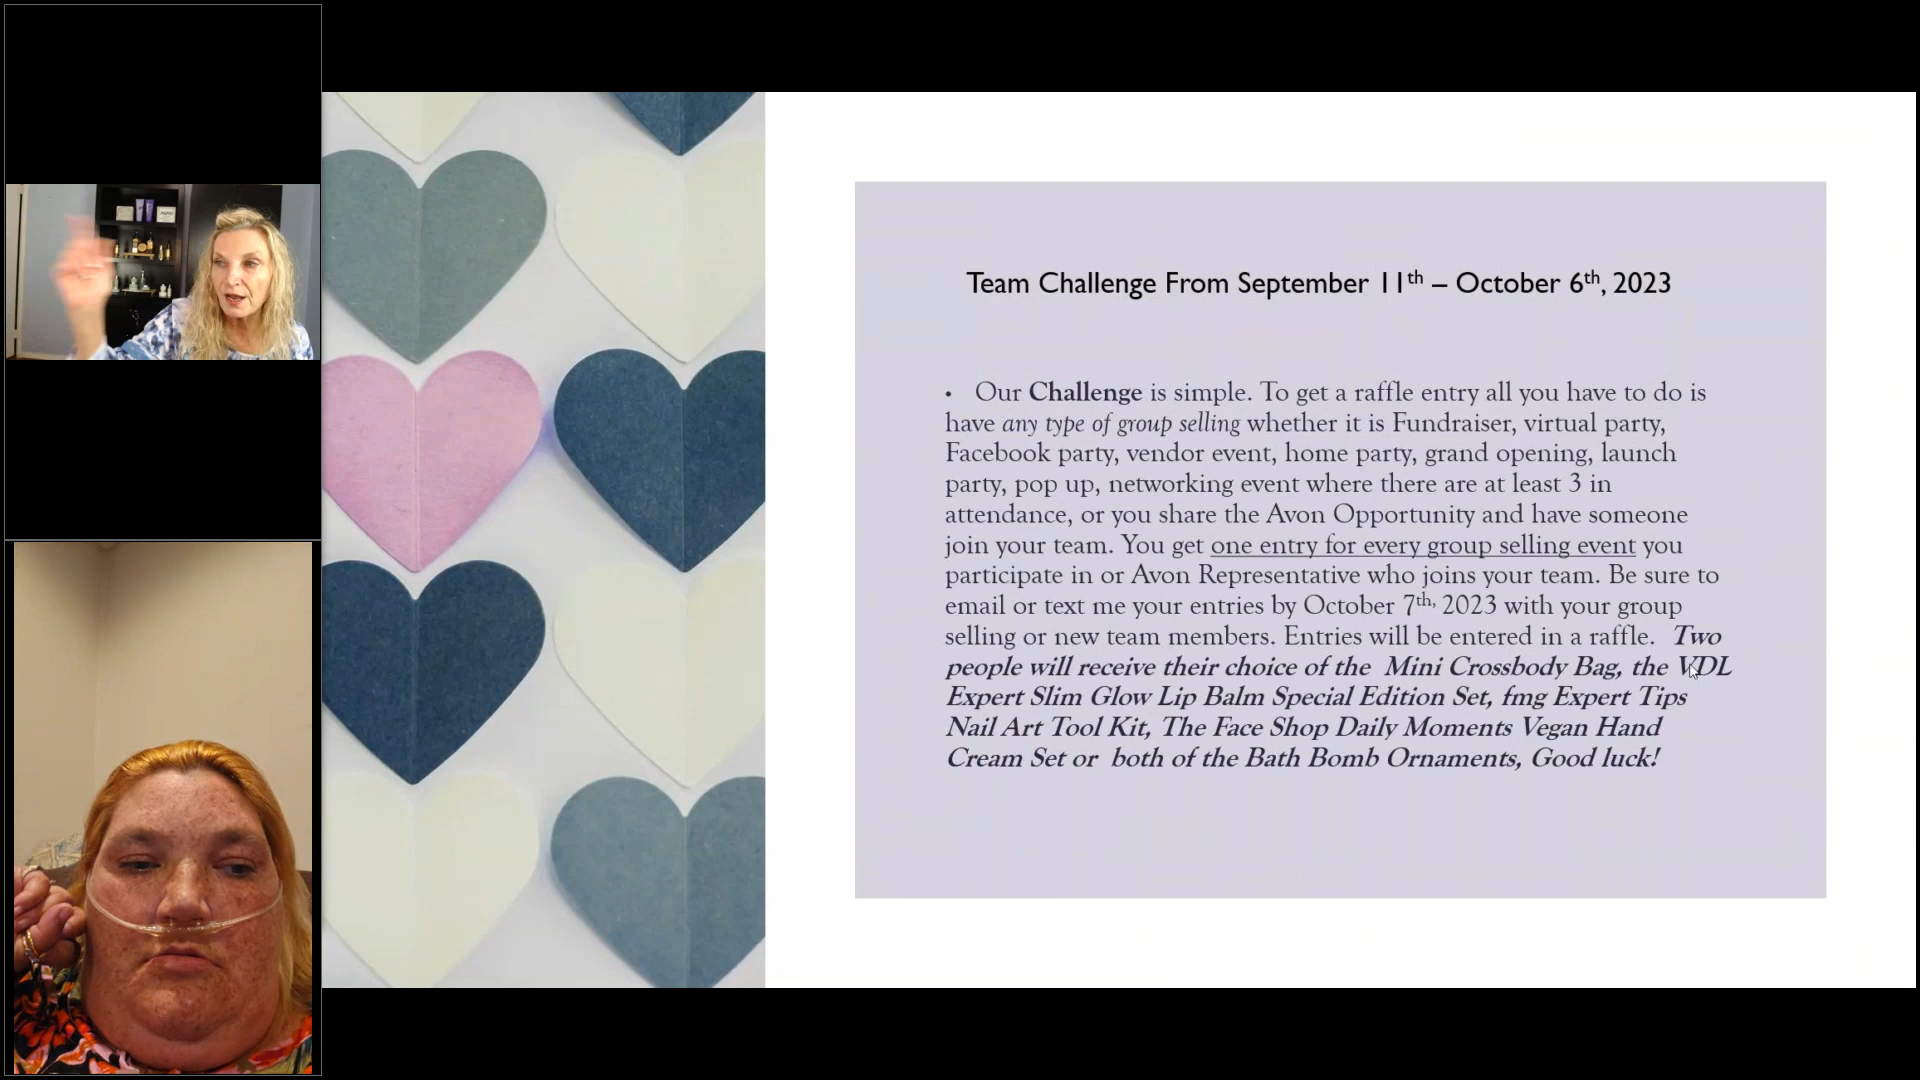 Team Challenge From September 11th – October 6th, 2023
• Our Challenge is simple. To get a raffle entry all you have to do is
have any type of group selling whether it is Fundraiser, virtual party,
Facebook party, vendor event, home party, grand opening, launch
party, pop up, networking event where there are at least 3 in
attendance, or you share the Avon Opportunity and have someone
join your team. You get one entry for every group selling event you
participate in or Avon Representative who joins your team. Be sure to
email or text me your entries by October 7th, 2023 with your group
selling or new team members. Entries will be entered in a raffle. Two
people will receive their choice of the Mini Crossbody Bag, the VDL
Expert Slim Glow Lip Balm Special Edition Set, fmg Expert Tips
Nail Art Tool Kit, The Face Shop Daily Moments Vegan Hand
Cream Set or both of the Bath Bomb Ornaments, Good luck!